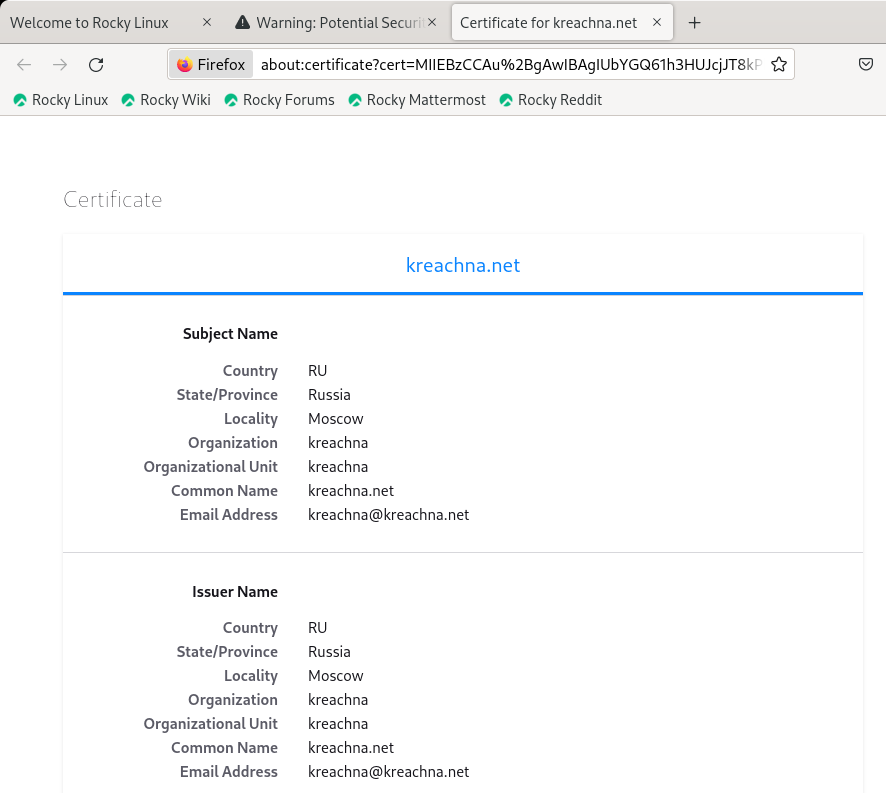 Welcome to Rocky Linux
Warning: Potential Securi
Certificate for kreachna.net
Firefox about:certificate?cert=MIIEBzCCAu%2BgAwIBAgIUbYGQ61h3HUJcjJT8kP
Rocky Linux Rocky Wiki Rocky Forums Rocky Mattermost Rocky Reddit
Certificate
kreachna.net
Subject Name
Country RU
State/Province Russia
Locality Moscow
Organization kreachna
Organizational Unit kreachna
Common Name kreachna.net
Email Address kreachna@kreachna.net
Issuer Name
Country RU
State/Province Russia
Locality Moscow
Organization kreachna
Organizational Unit kreachna
Common Name kreachna.net
Email Address kreachna@kreachna.net